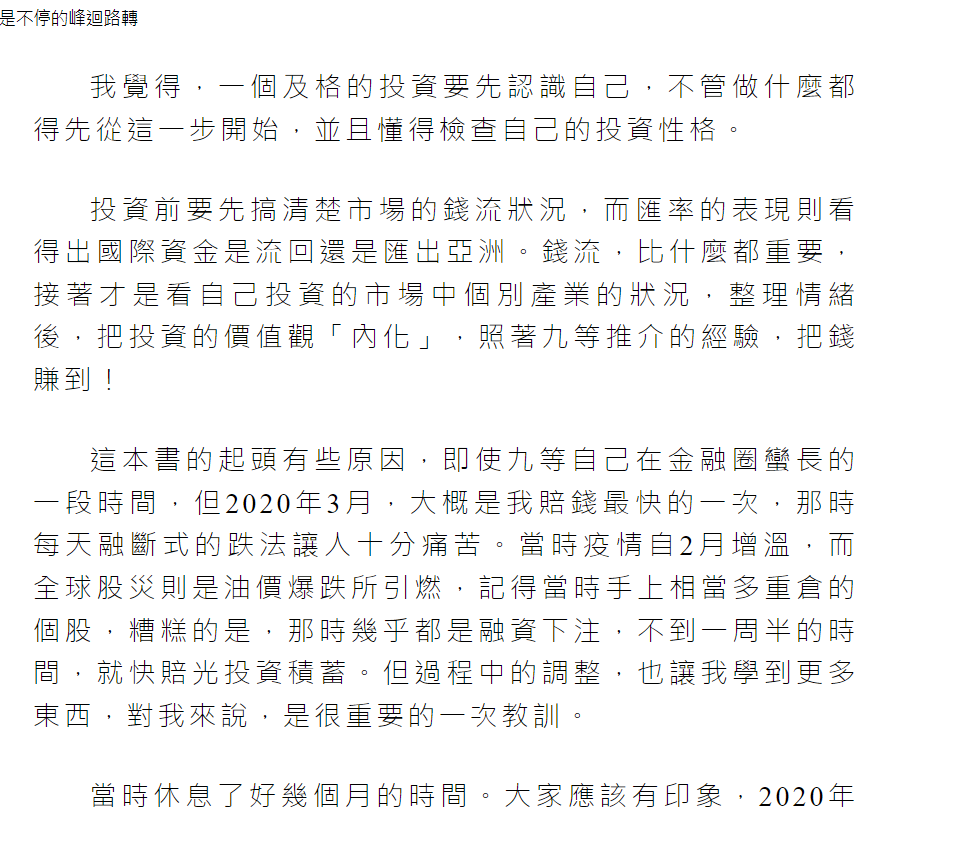 是不停的峰迴路轉
我覺得，一個及格的投資要先認識自己，不管做什麼都
得先從這一步開始，並且懂得檢查自己的投資性格。
投資前要先搞清楚市場的錢流狀況，而匯率的表現則看
得出國際資金是流回還是匯出亞洲。錢流，比什麼都重要，
接著才是看自己投資的市場中個別產業的狀況，整理情緒
後，把投資的價值觀「內化」，照著九等推介的經驗，把錢
賺到！
這本書的起頭有些原因，即使九等自己在金融圈蠻長的
一段時間，但2020年3月，大概是我賠錢最快的一次，那時
每天融斷式的跌法讓人十分痛苦。當時疫情自2月增溫，而
全球股災則是油價爆跌所引燃，記得當時手上相當多重倉的
個股，糟糕的是，那時幾乎都是融資下注，不到一周半的時
間，就快賠光投資積蓄。但過程中的調整，也讓我學到更多
東西，對我來說，是很重要的一次教訓。
當時休息了好幾個月的時間。大家應該有印象，2020年